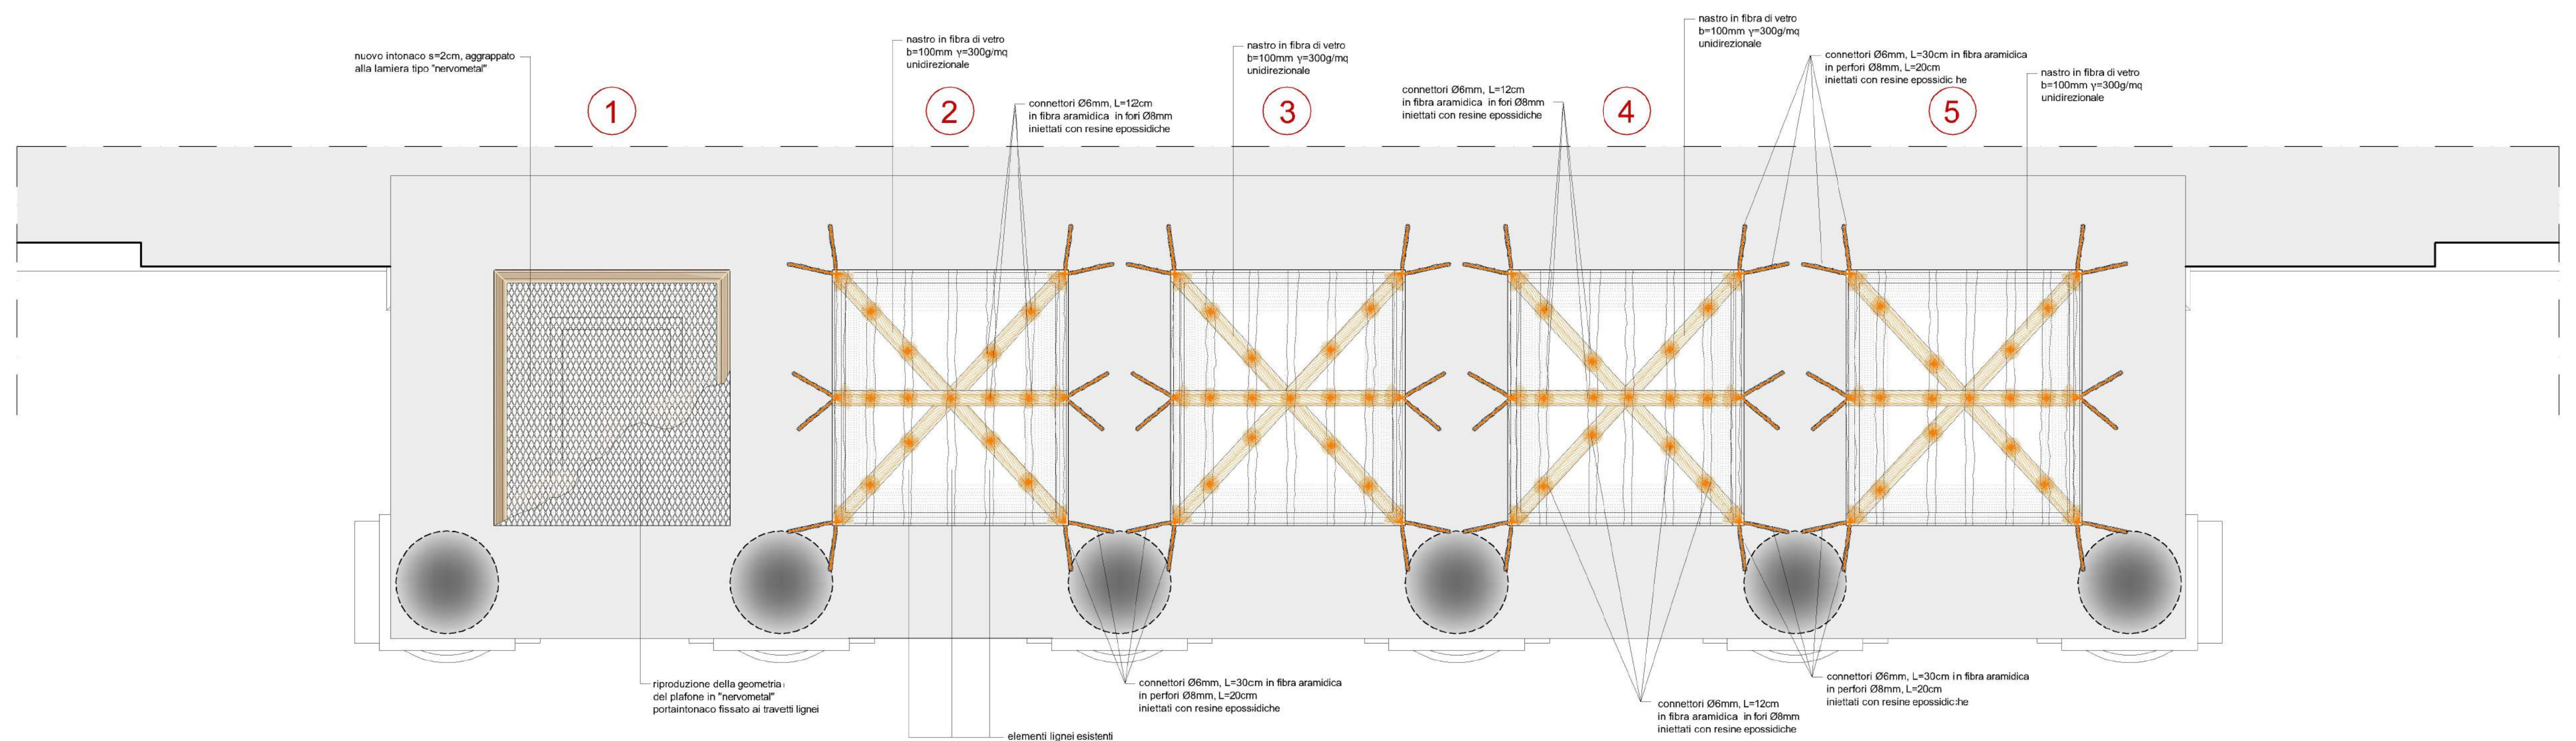 nuovo intonaco s=2cm, aggrappato
alla lamiera tipo "nervometal"
1
nastro in fibra di vetro
b=100mm γ=300g/mq
unidirezionale
2
connettori Ø6mm, L=12cm
in fibra aramidica in fori Ø8mm
iniettati con resine epossidiche
nastro in fibra di vetro
b=100mm γ=300g/mq
unidirezionale
3
connettori Ø6mm, L=12cm
in fibra aramidica in fori Ø8mm
iniettati con resine epossidiche
4
nastro in fibra di vetro
b=100mm γ=300g/mq
unidirezionale
connettori Ø6mm, L=30cm in fibra aramidica
in perfori Ø8mm, L=20cm
iniettati con resine epossidic he
5
nastro in fibra di vetro
b=100mm γ=300g/mq
unidirezionale
riproduzione della geometria
del plafone in "nervometal"
portaintonaco fissato ai travetti lignei
elementi lignei esistenti
connettori Ø6mm, L=30cm in fibra aramidica
in perfori Ø8mm, L=20cm
iniettati con resine epossidiche
connettori Ø6mm, L=12cm
in fibra aramidica in fori Ø8mm
iniettati con resine epossidiche
connettori Ø6mm, L=30cm in fibra aramidica
in perfori Ø8mm, L=20cm
iniettati con resine epossidiche